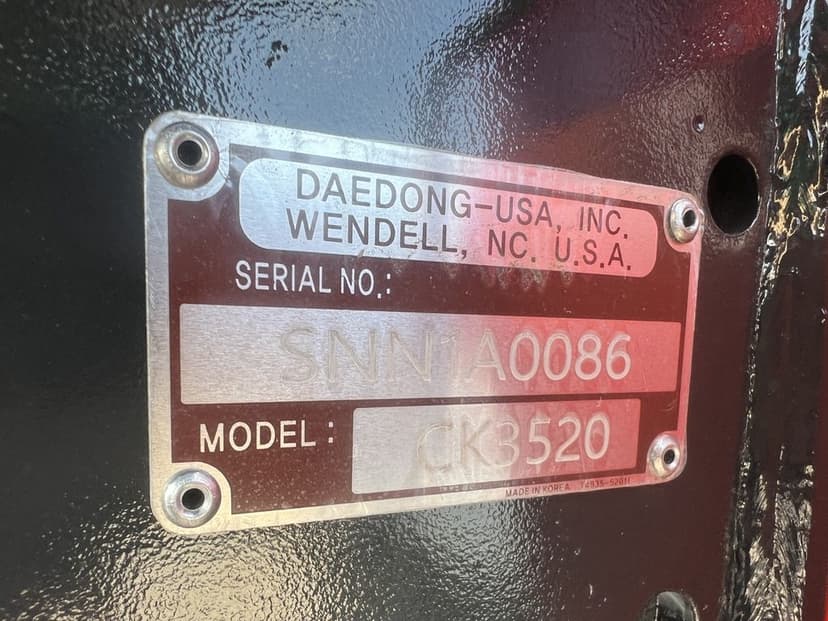 DAEDONG-USA, INC.
WENDELL, NC. U.S.A.
SERIAL NO.:
SNN1A0086
MODEL: CK3520
MADE IN KOREA